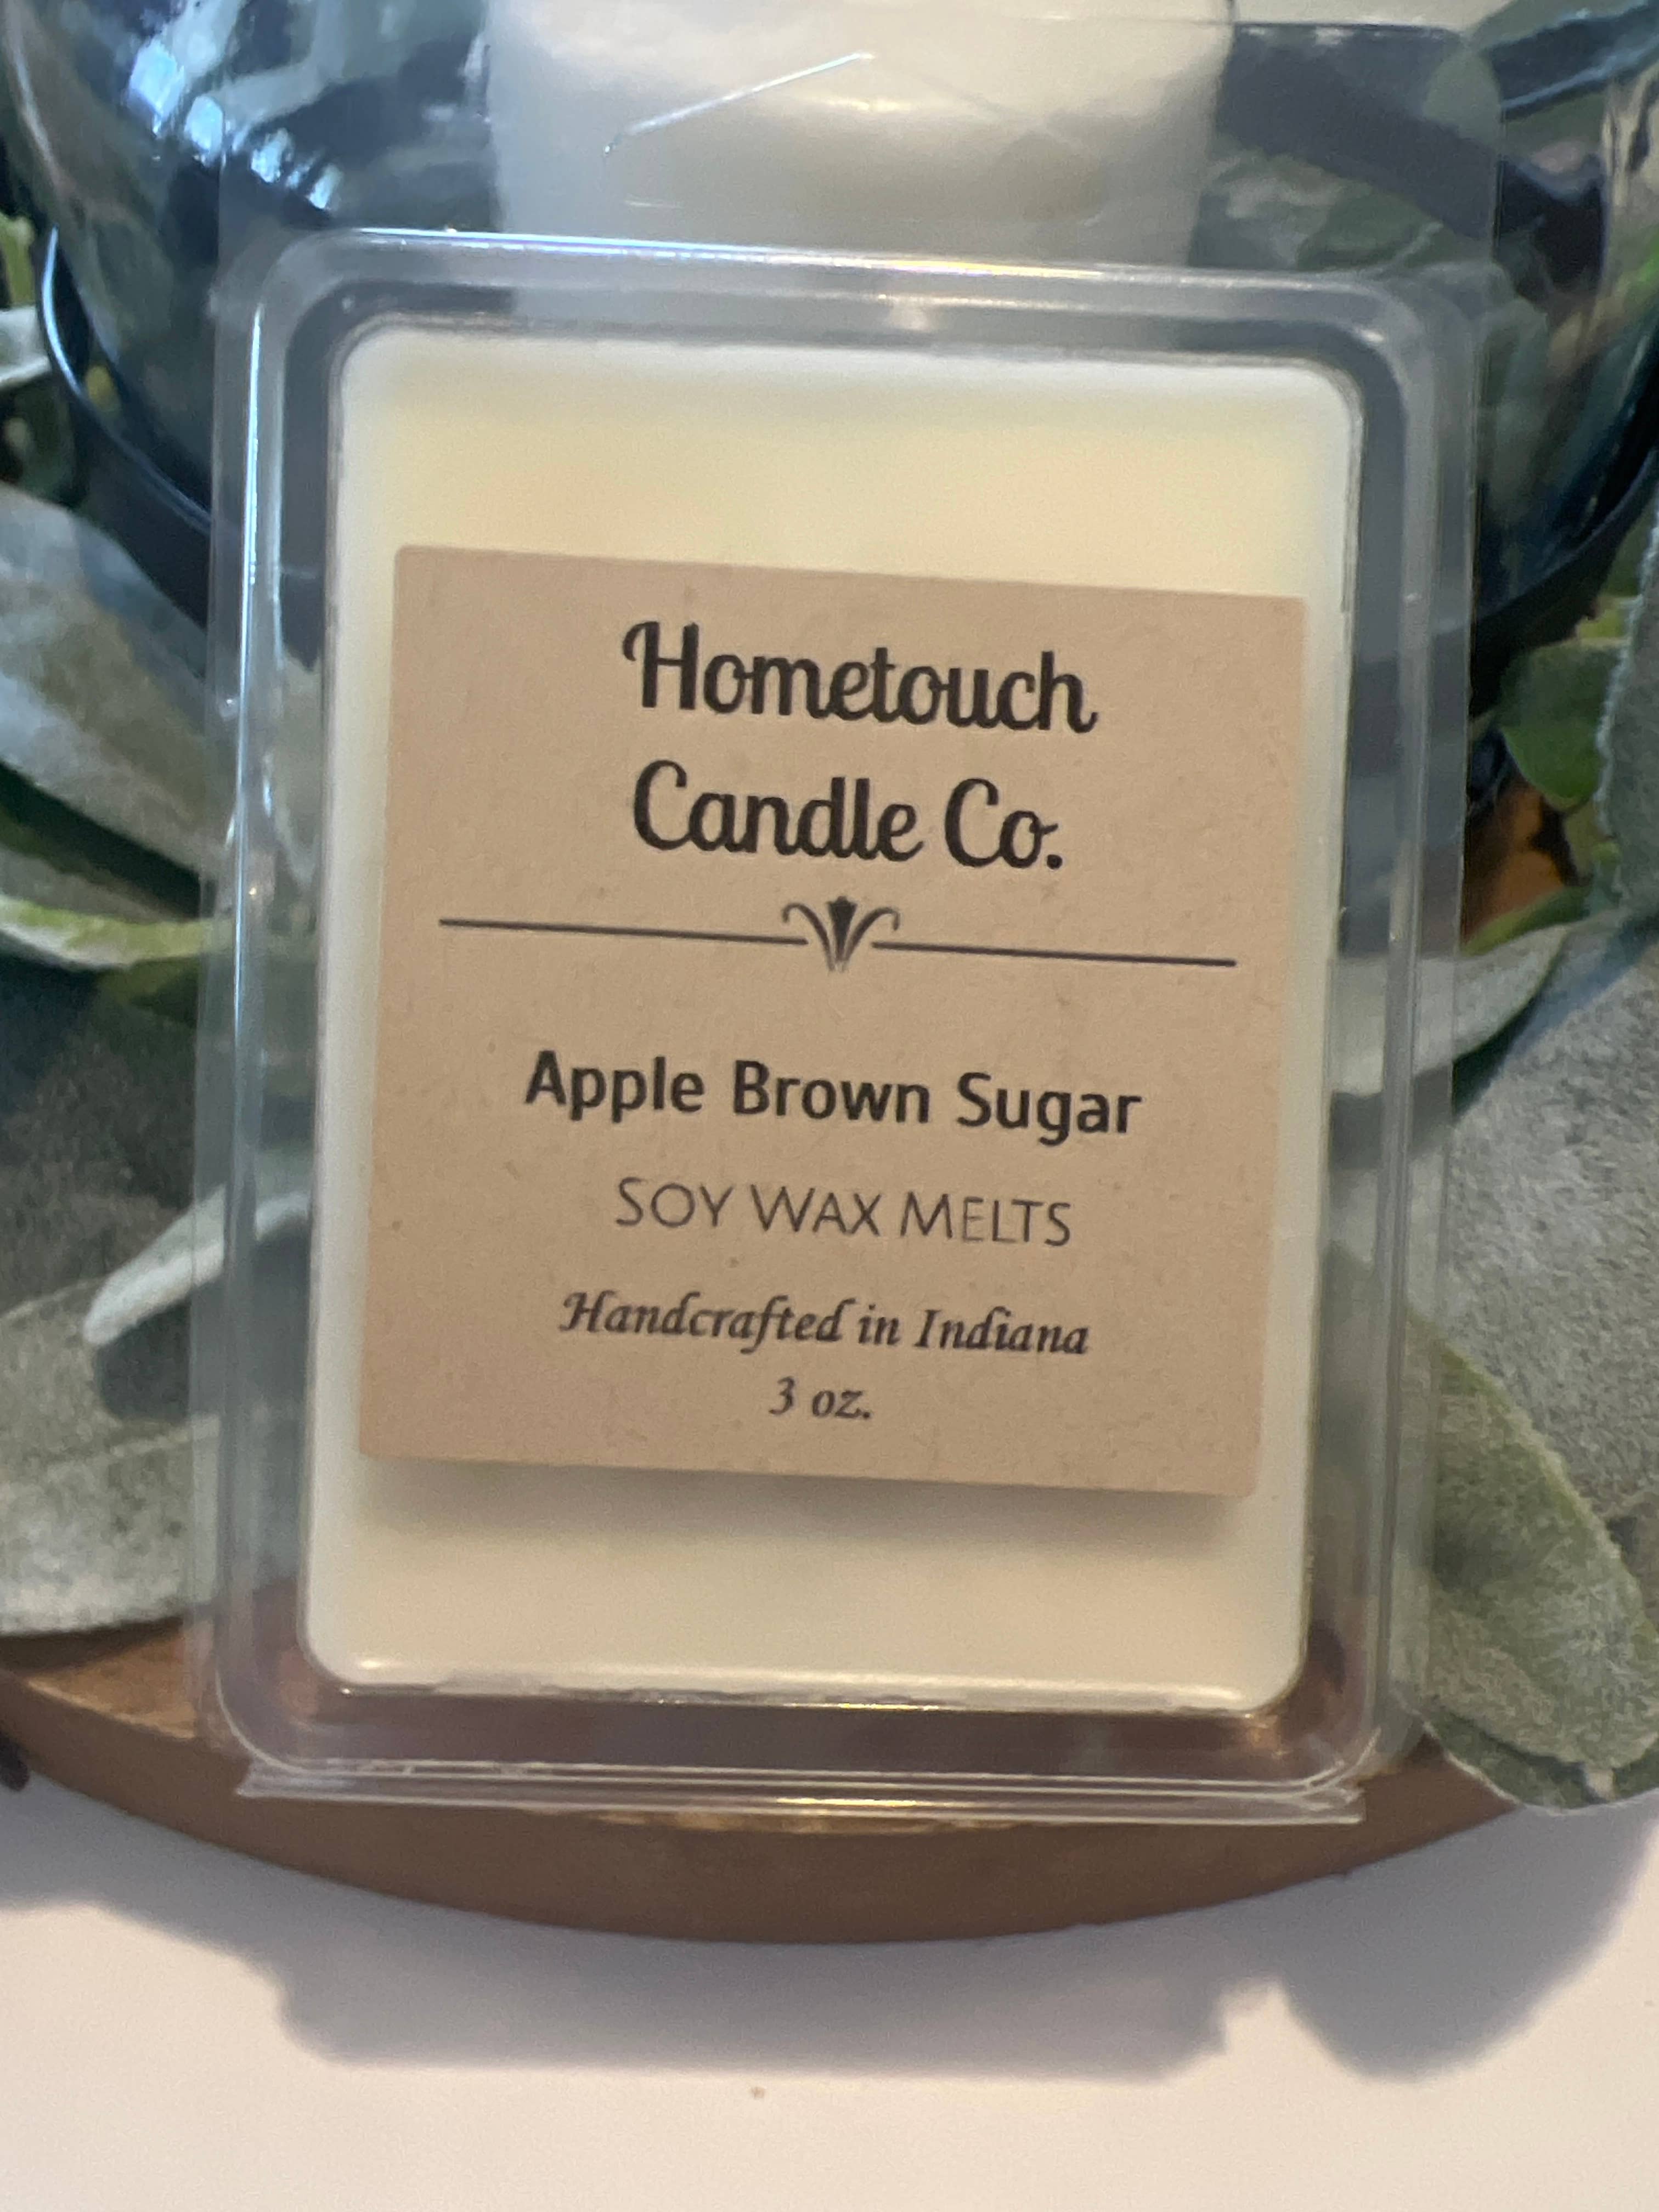 Hometouch
Candle Co.
Apple Brown Sugar
SOY WAX MELTS
Handcrafted in Indiana
3 oz.